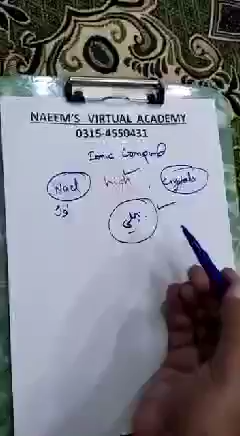 NAEEM'S VIRTUAL ACADEMY
0315-4550431
Ionic Compound
Nacl high, Crystals